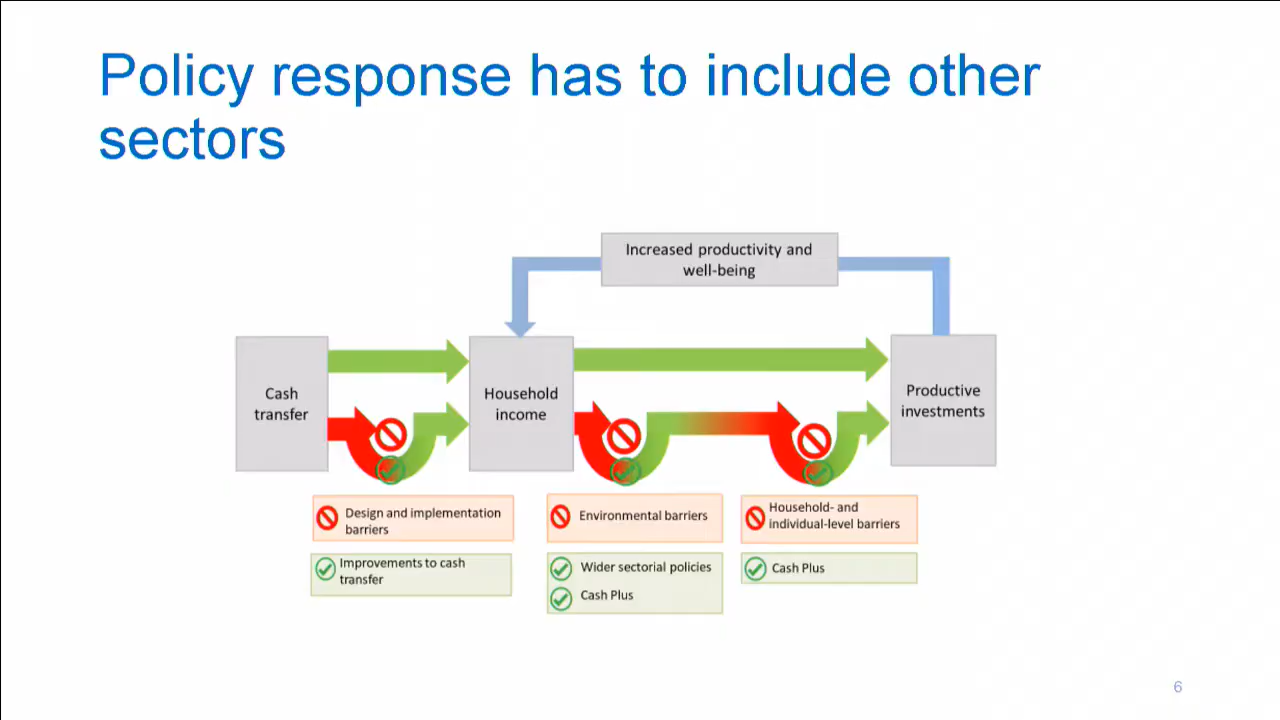 Policy response has to include other
sectors
Increased productivity and
well-being
Cash
transfer
Household
income
Productive
investments
Design and implementation
barriers
Improvements to cash
transfer
Environmental barriers
Wider sectorial policies
Cash Plus
Household- and
individual-level barriers
Cash Plus
6